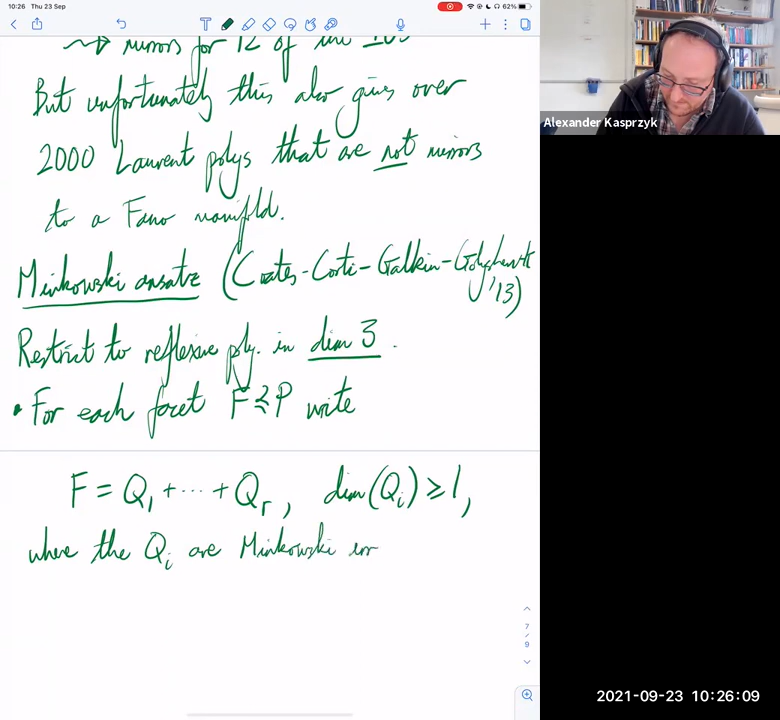 10:26 Thu 23 Sep
62%
mirrors for 12 of the
But unfortunately this also gives over
2000 Laurent polys that are not mirrors
to a Fano manifold.
Minkowski ansatz (Coates-Corti-Galkin-Golyshev-K '13)
Restrict to reflexive poly. in dim 3.
• For each facet F ≤ P write
F = Q₁ + ⋯ + Qᵣ, dim(Qᵢ) ≥ 1,
where the Qᵢ are Minkowski irr
Alexander Kasprzyk
7
/
9
2021-09-23 10:26:09